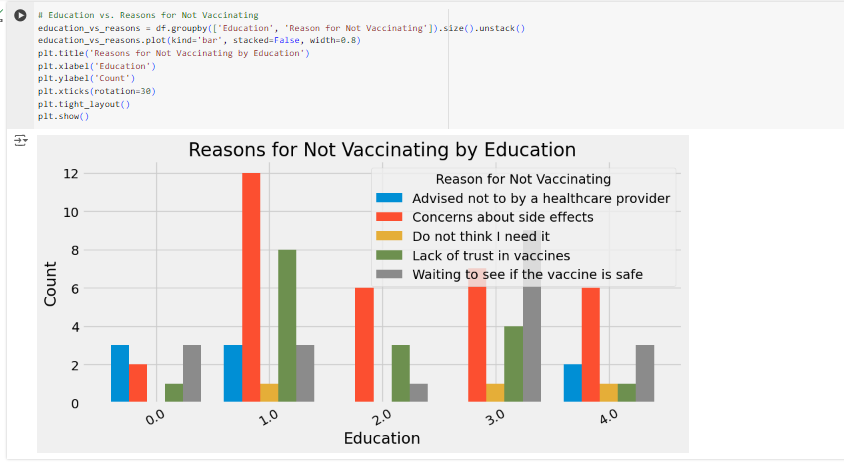 # Education vs. Reasons for Not Vaccinating
education_vs_reasons = df.groupby(['Education', 'Reason for Not Vaccinating']).size().unstack()
education_vs_reasons.plot(kind='bar', stacked=False, width=0.8)
plt.title('Reasons for Not Vaccinating by Education')
plt.xlabel('Education')
plt.ylabel('Count')
plt.xticks(rotation=30)
plt.tight_layout()
plt.show()
Reasons for Not Vaccinating by Education
Reason for Not Vaccinating
Advised not to by a healthcare provider
Concerns about side effects
Do not think I need it
Lack of trust in vaccines
Waiting to see if the vaccine is safe
Count
12
10
8
6
4
2
0
0.0 1.0 2.0 3.0 4.0
Education